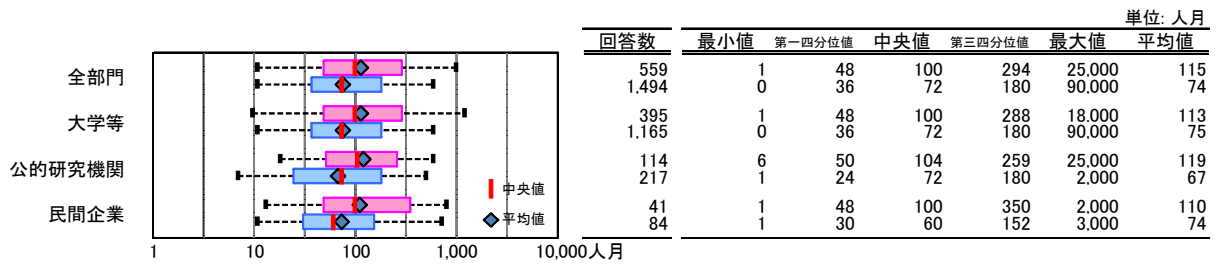 単位: 人月
回答数 最小値 第一四分位値 中央値 第三四分位値 最大値 平均値
全部門 559 1 48 100 294 25,000 115
1,494 0 36 72 180 90,000 74
大学等 395 1 48 100 288 18,000 113
1,165 0 36 72 180 90,000 75
公的研究機関 114 6 50 104 259 25,000 119
217 1 24 72 180 2,000 67
民間企業 41 1 48 100 350 2,000 110
84 1 30 60 152 3,000 74
中央値
平均値
1 10 100 1,000 10,000人月